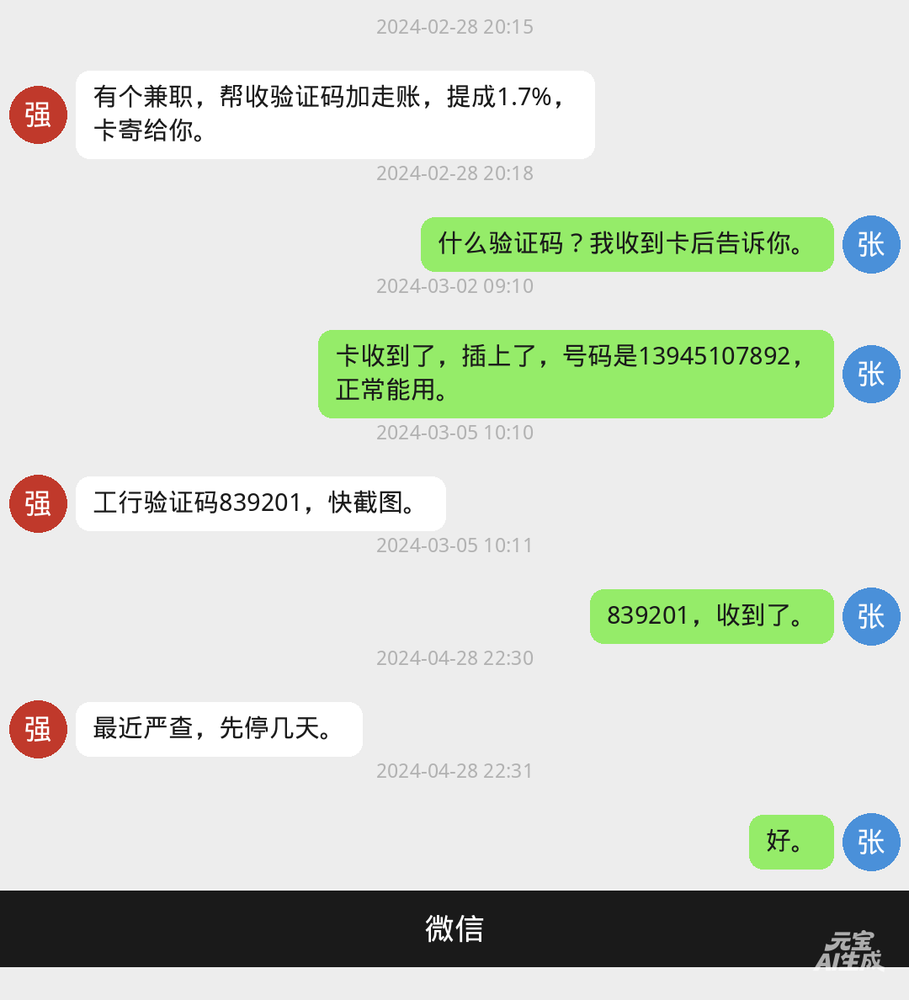 2024-02-28 20:15
强
有个兼职，帮收验证码加走账，提成1.7%，
卡寄给你。
2024-02-28 20:18
什么验证码？我收到卡后告诉你。
张
2024-03-02 09:10
卡收到了，插上了，号码是13945107892，
正常能用。
张
2024-03-05 10:10
强
工行验证码839201，快截图。
2024-03-05 10:11
839201，收到了。
张
2024-04-28 22:30
强
最近严查，先停几天。
2024-04-28 22:31
好。
张
微信
元宝
AI生成